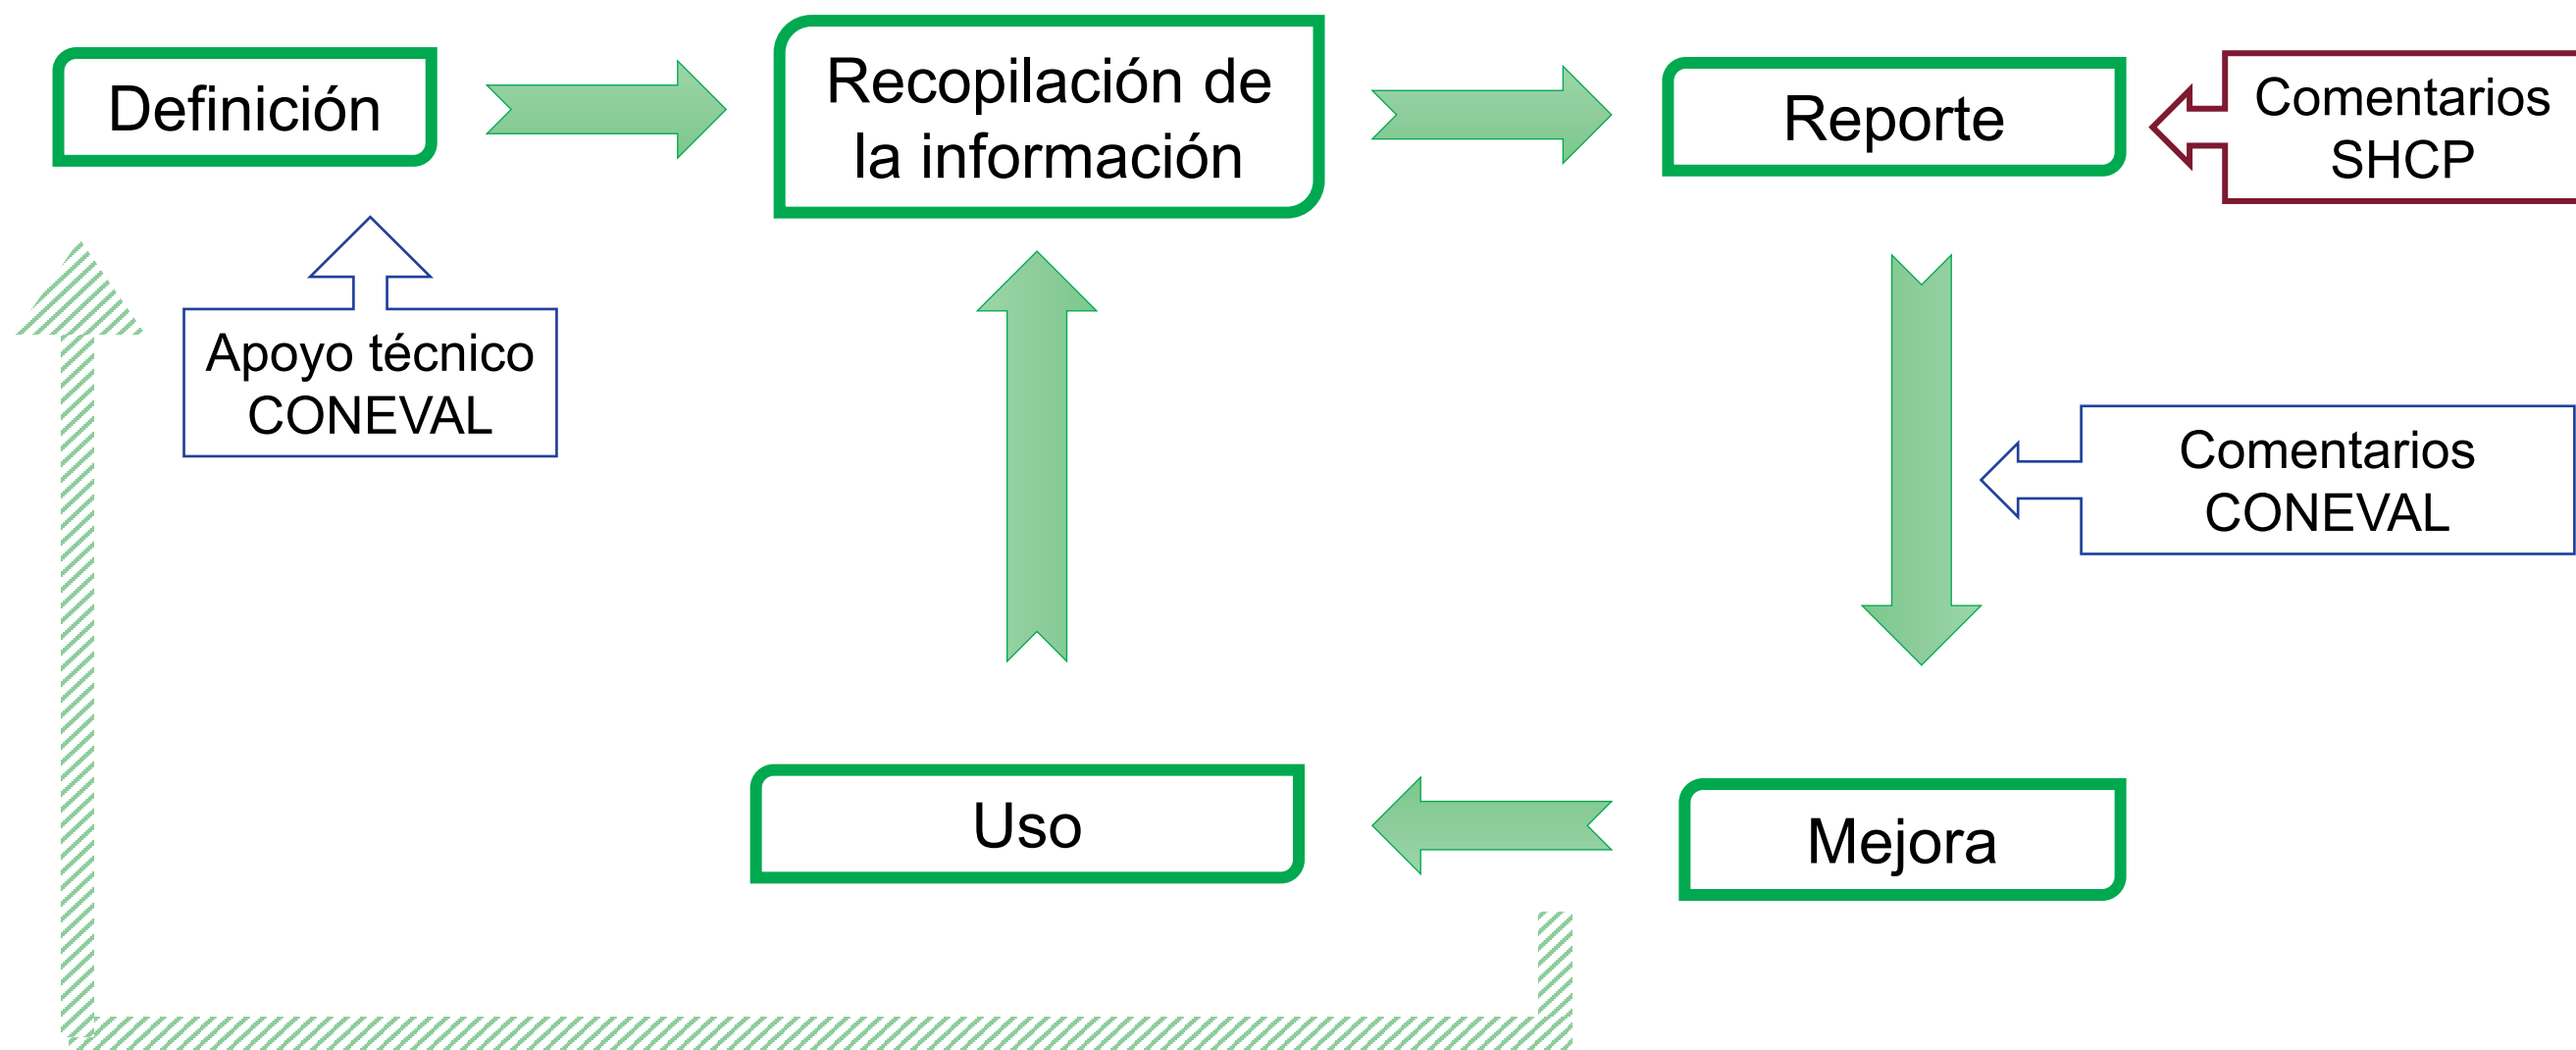 Definición
Recopilación de
la información
Reporte
Comentarios
SHCP
Apoyo técnico
CONEVAL
Comentarios
CONEVAL
Uso
Mejora